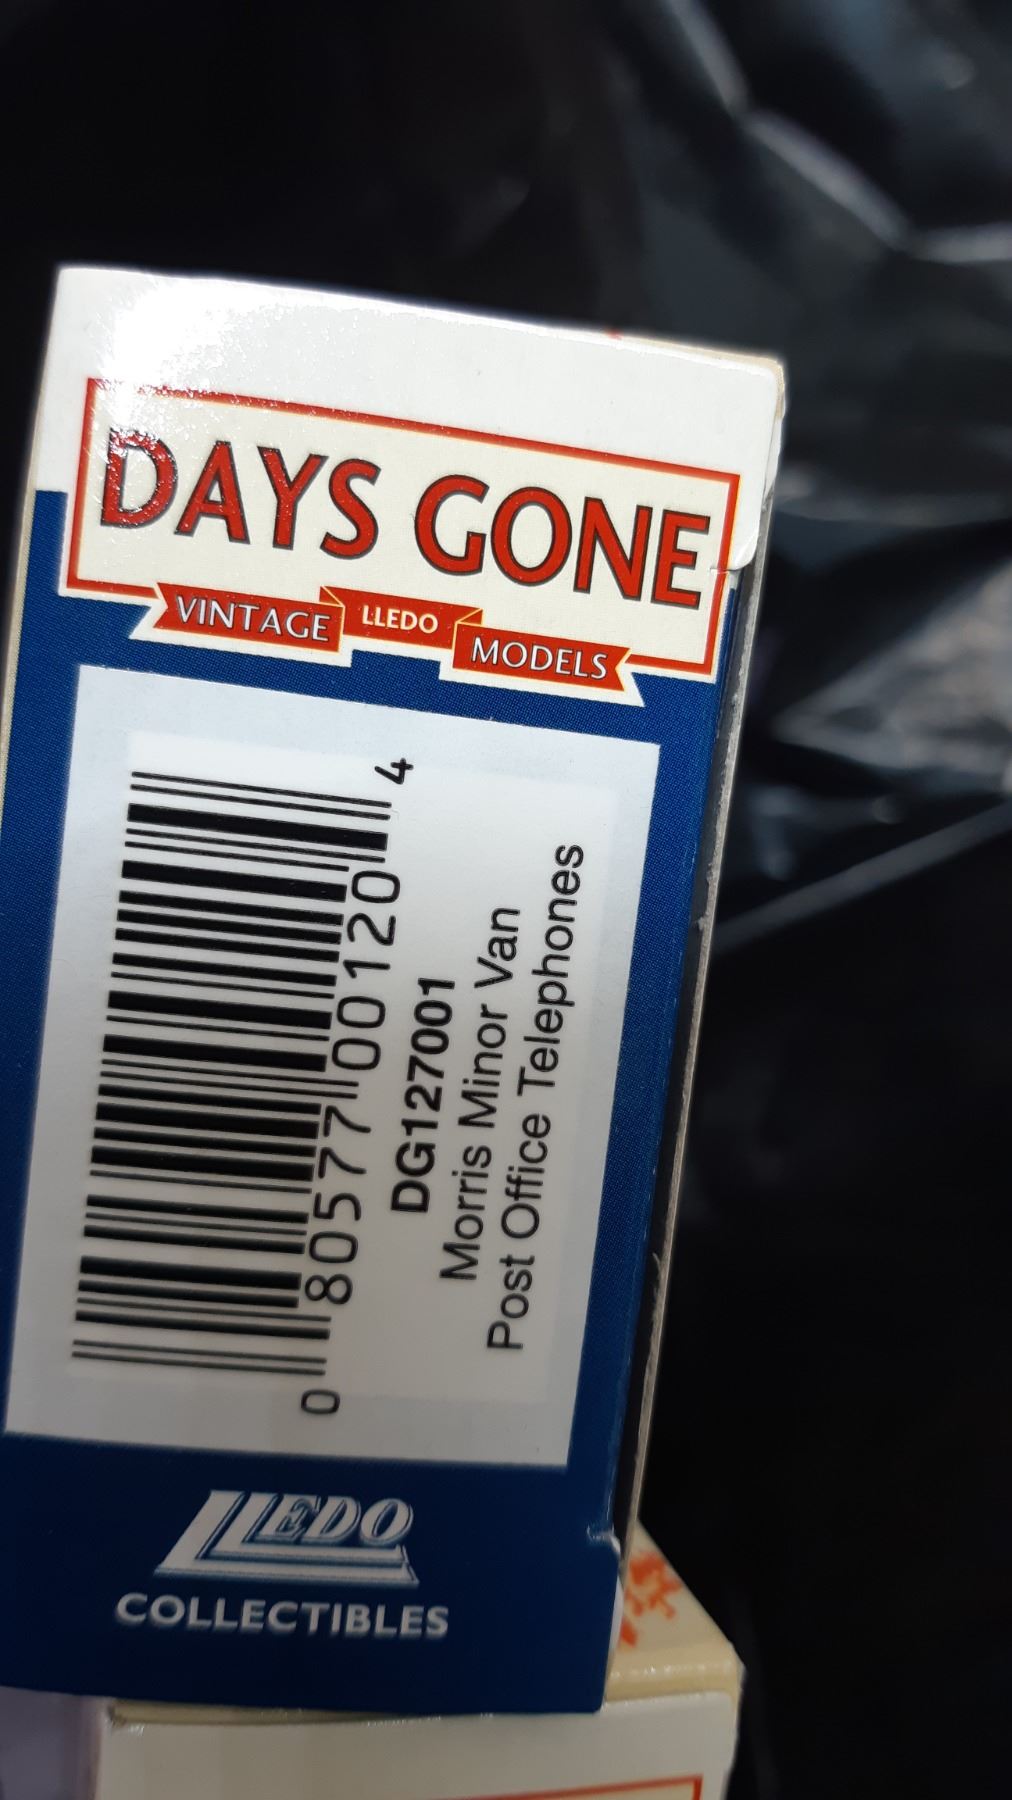 DAYS GONE
VINTAGE LLEDO MODELS
0 80577 00120 4
DG127001
Morris Minor Van
Post Office Telephones
LLEDO
COLLECTIBLES